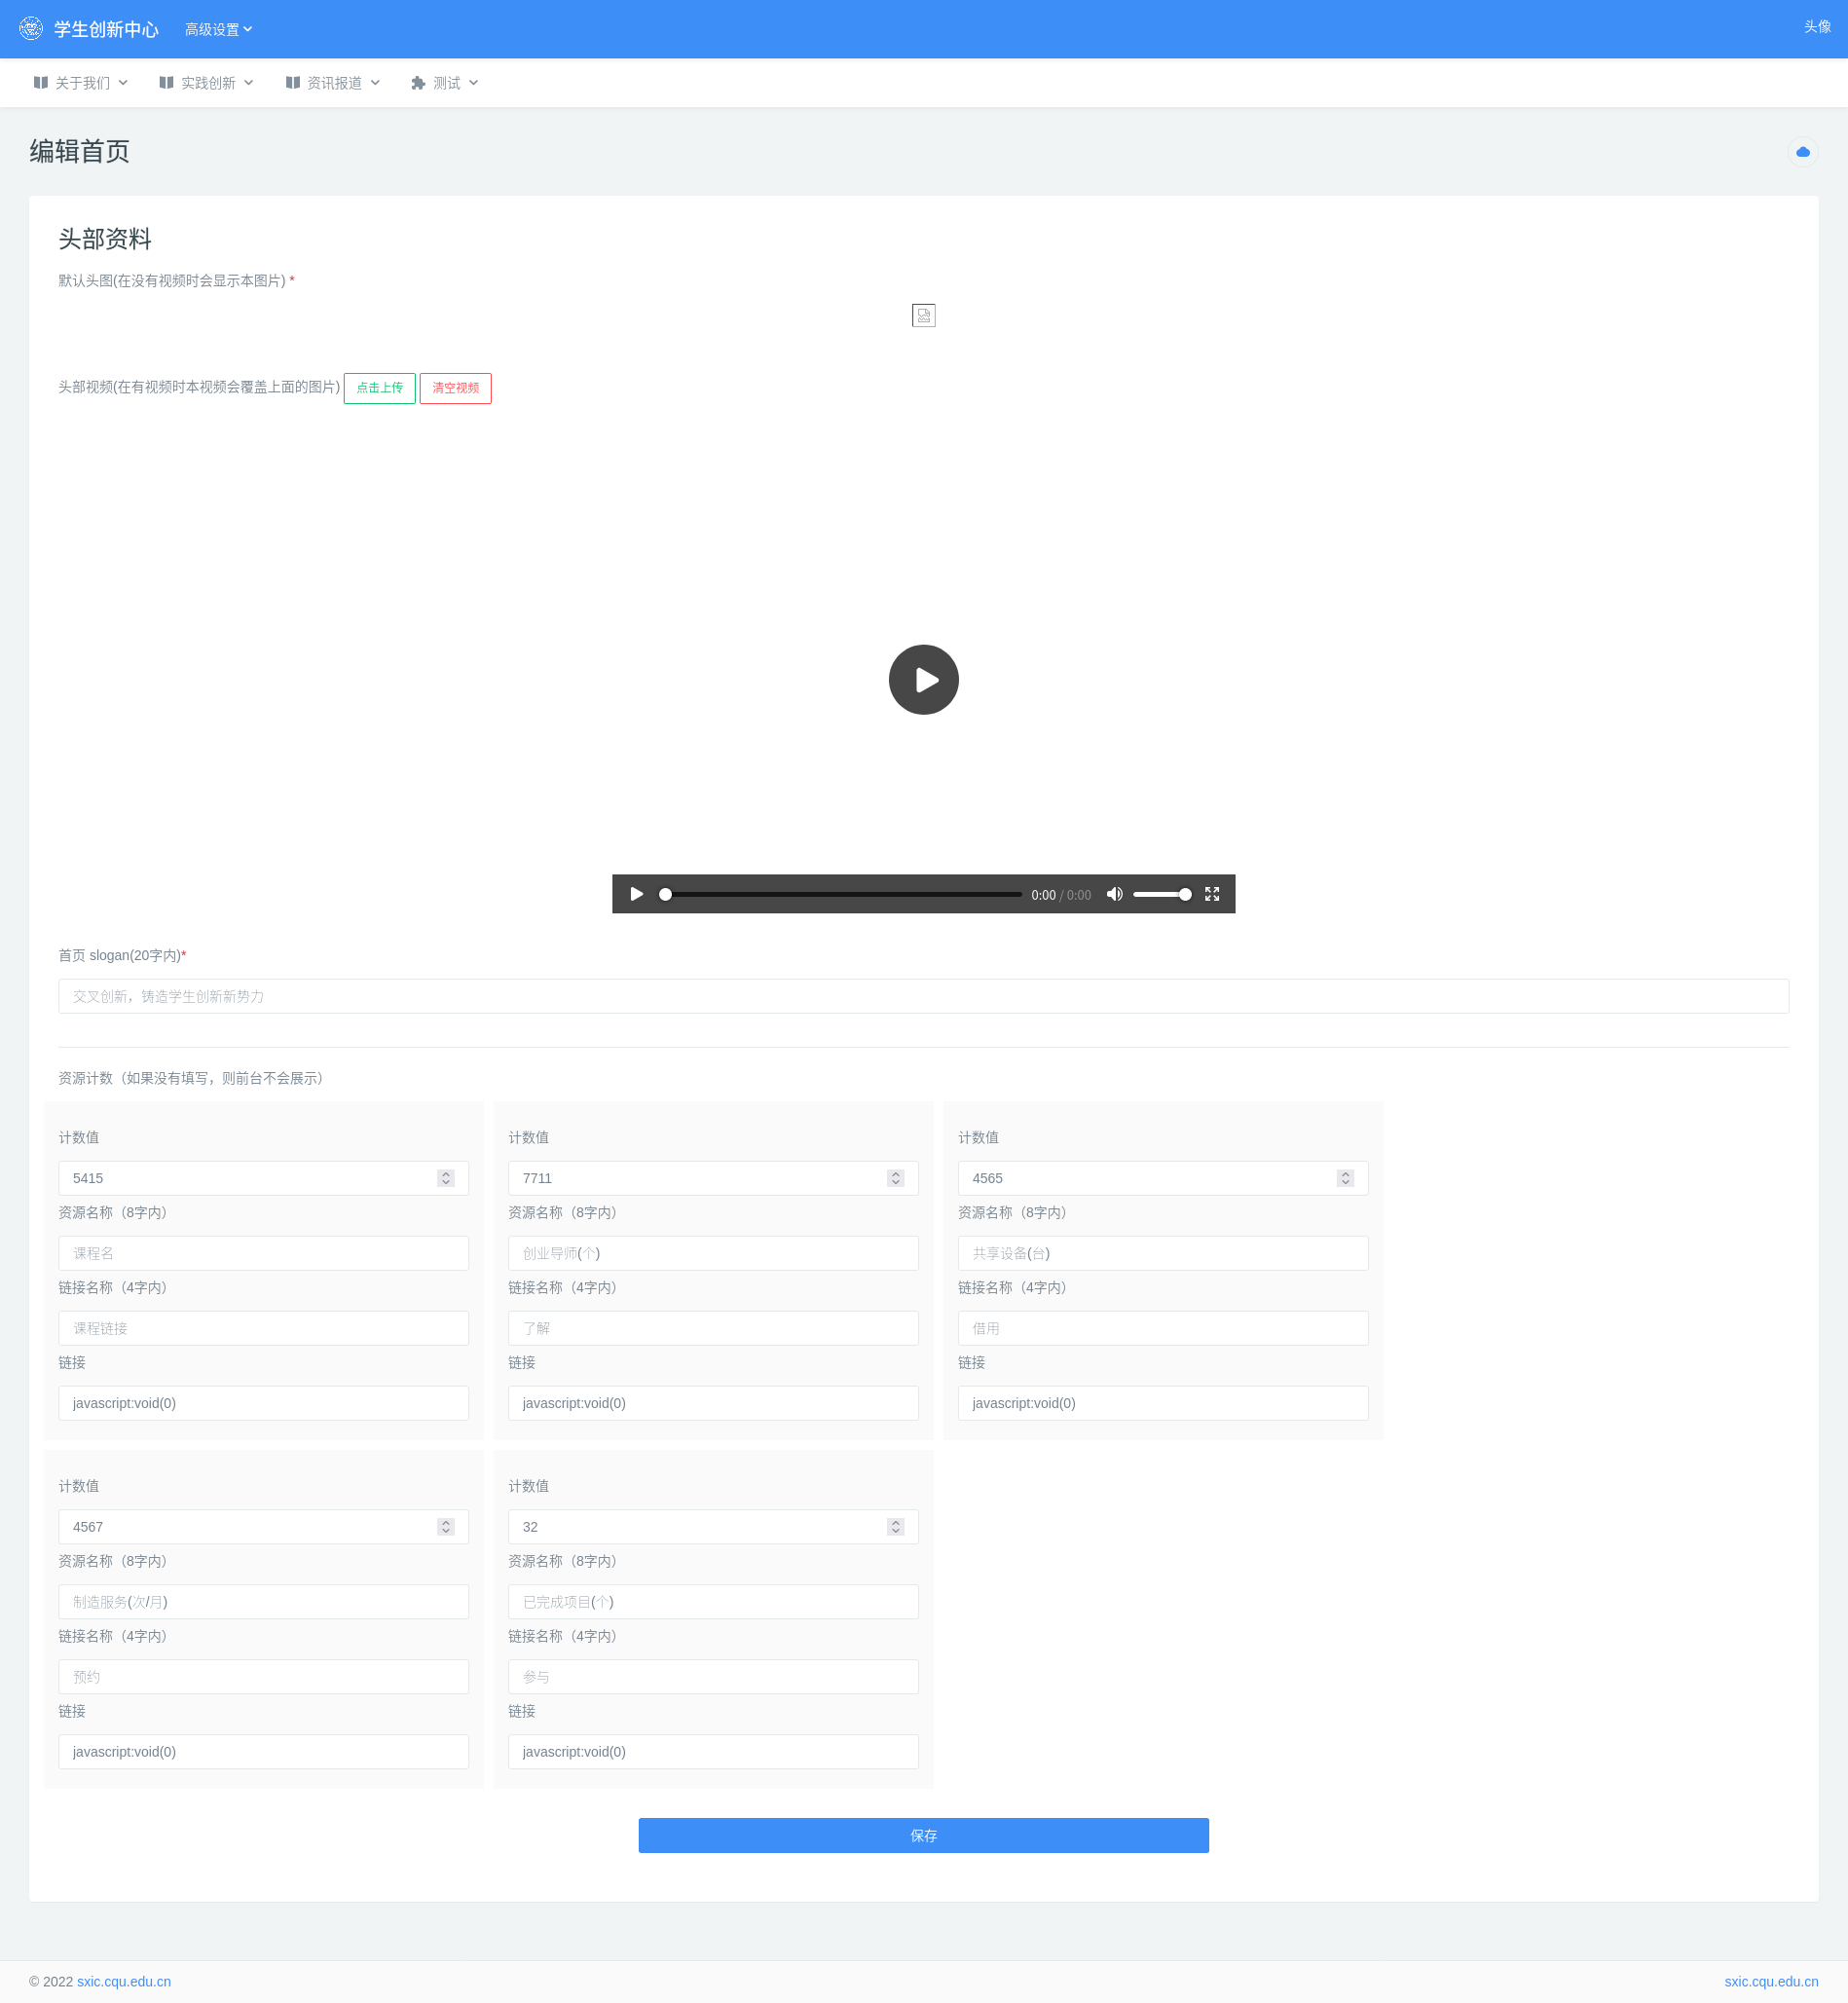 学生创新中心 高级设置 头像
关于我们 实践创新 资讯报道 测试
编辑首页
头部资料
默认头图(在没有视频时会显示本图片) *
头部视频(在有视频时本视频会覆盖上面的图片) 点击上传 清空视频
0:00 / 0:00
首页 slogan(20字内)*
交叉创新，铸造学生创新新势力
资源计数（如果没有填写，则前台不会展示）
计数值 计数值 计数值
5415 7711 4565
资源名称（8字内） 资源名称（8字内） 资源名称（8字内）
课程名 创业导师(个) 共享设备(台)
链接名称（4字内） 链接名称（4字内） 链接名称（4字内）
课程链接 了解 借用
链接 链接 链接
javascript:void(0) javascript:void(0) javascript:void(0)
计数值 计数值
4567 32
资源名称（8字内） 资源名称（8字内）
制造服务(次/月) 已完成项目(个)
链接名称（4字内） 链接名称（4字内）
预约 参与
链接 链接
javascript:void(0) javascript:void(0)
保存
© 2022 sxic.cqu.edu.cn sxic.cqu.edu.cn